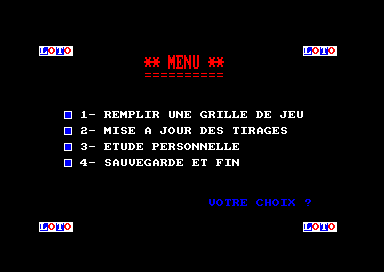 LOTO LOTO
** MENU **
==========
1- REMPLIR UNE GRILLE DE JEU
2- MISE A JOUR DES TIRAGES
3- ETUDE PERSONNELLE
4- SAUVEGARDE ET FIN
VOTRE CHOIX ?
LOTO LOTO